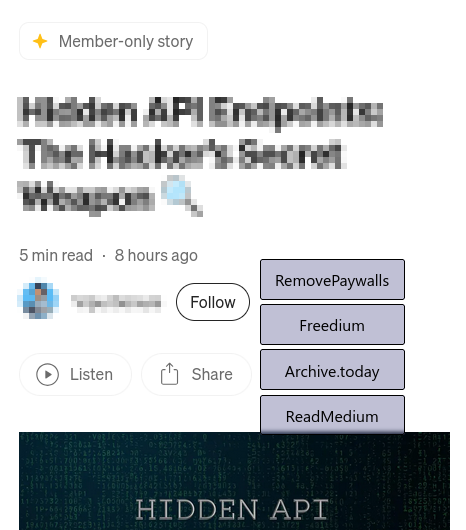 Member-only story
Hidden API Endpoints:
The Hacker's Secret
Weapon 🔍
5 min read · 8 hours ago
Follow
RemovePaywalls
Freedium
Archive.today
ReadMedium
Listen
Share
HIDDEN API